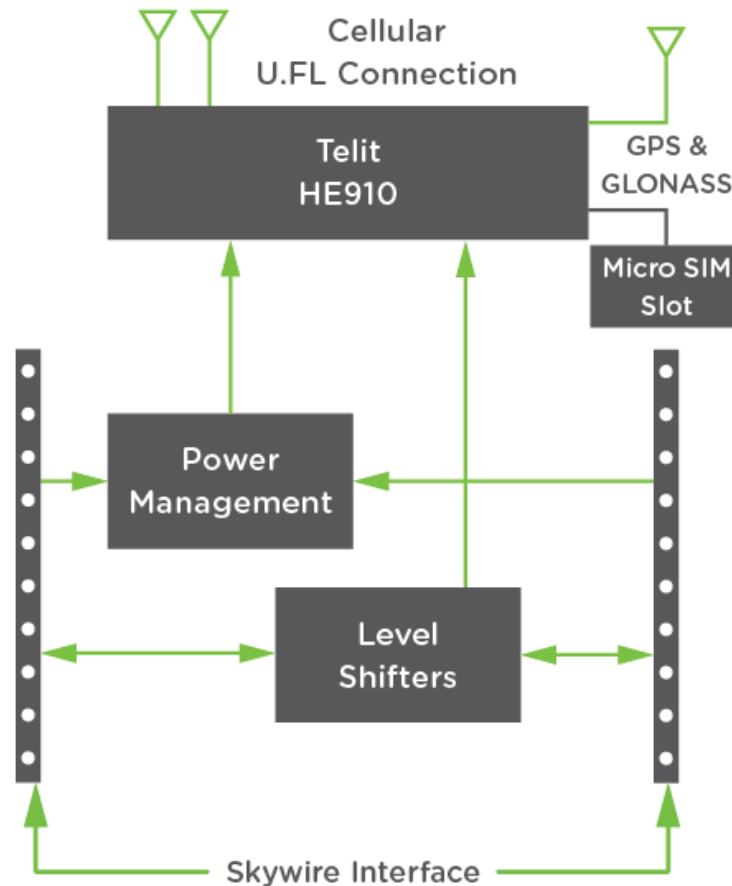 Cellular
U.FL Connection
Telit
HE910
GPS &
GLONASS
Micro SIM
Slot
Power
Management
Level
Shifters
Skywire Interface